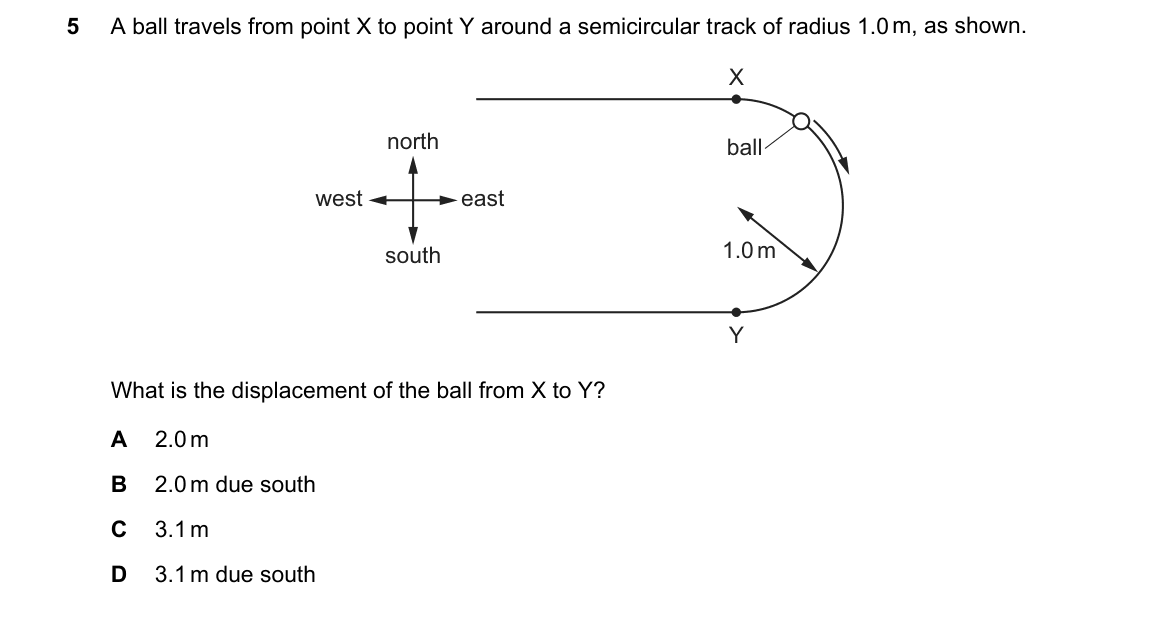 5 A ball travels from point X to point Y around a semicircular track of radius 1.0 m, as shown.
X
north
ball
west east
1.0 m
south
Y
What is the displacement of the ball from X to Y?
A 2.0 m
B 2.0 m due south
C 3.1 m
D 3.1 m due south